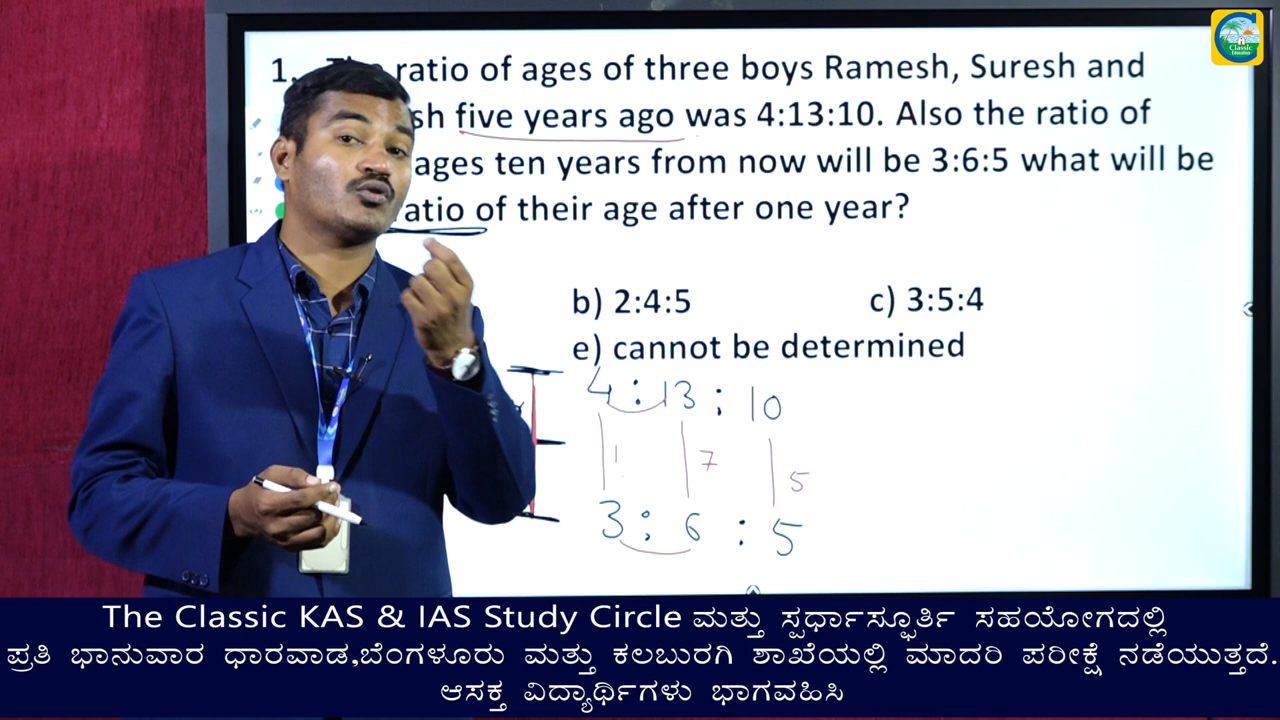 1. ratio of ages of three boys Ramesh, Suresh and
sh five years ago was 4:13:10. Also the ratio of
ages ten years from now will be 3:6:5 what will be
ratio of their age after one year?
b) 2:4:5 c) 3:5:4
e) cannot be determined
4 : 13 : 10
1 7 5
3 : 6 : 5
Classic
Education
The Classic KAS & IAS Study Circle ಮತ್ತು ಸ್ಪರ್ಧಾಸ್ಫೂರ್ತಿ ಸಹಯೋಗದಲ್ಲಿ
ಪ್ರತಿ ಭಾನುವಾರ ಧಾರವಾಡ,ಬೆಂಗಳೂರು ಮತ್ತು ಕಲಬುರಗಿ ಶಾಖೆಯಲ್ಲಿ ಮಾದರಿ ಪರೀಕ್ಷೆ ನಡೆಯುತ್ತದೆ.
ಆಸಕ್ತ ವಿದ್ಯಾರ್ಥಿಗಳು ಭಾಗವಹಿಸಿ